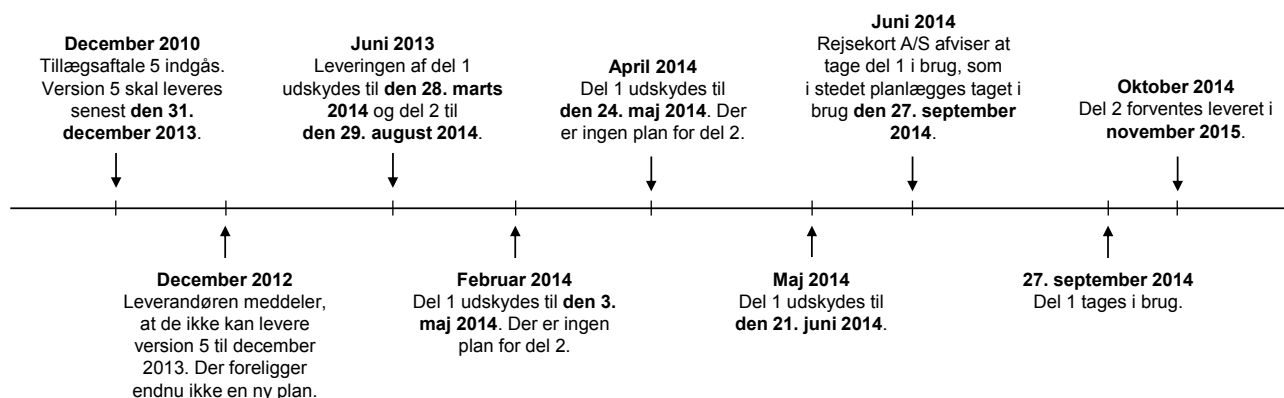 December 2010
Tillægsaftale 5 indgås.
Version 5 skal leveres
senest den 31.
december 2013.
Juni 2013
Leveringen af del 1
udskydes til den 28. marts
2014 og del 2 til
den 29. august 2014.
April 2014
Del 1 udskydes til
den 24. maj 2014. Der
er ingen plan for del 2.
Juni 2014
Rejsekort A/S afviser at
tage del 1 i brug, som
i stedet planlægges taget i
brug den 27. september
2014.
Oktober 2014
Del 2 forventes leveret i
november 2015.
December 2012
Leverandøren meddeler,
at de ikke kan levere
version 5 til december
2013. Der foreligger
endnu ikke en ny plan.
Februar 2014
Del 1 udskydes til den 3.
maj 2014. Der er ingen
plan for del 2.
Maj 2014
Del 1 udskydes til
den 21. juni 2014.
27. september 2014
Del 1 tages i brug.